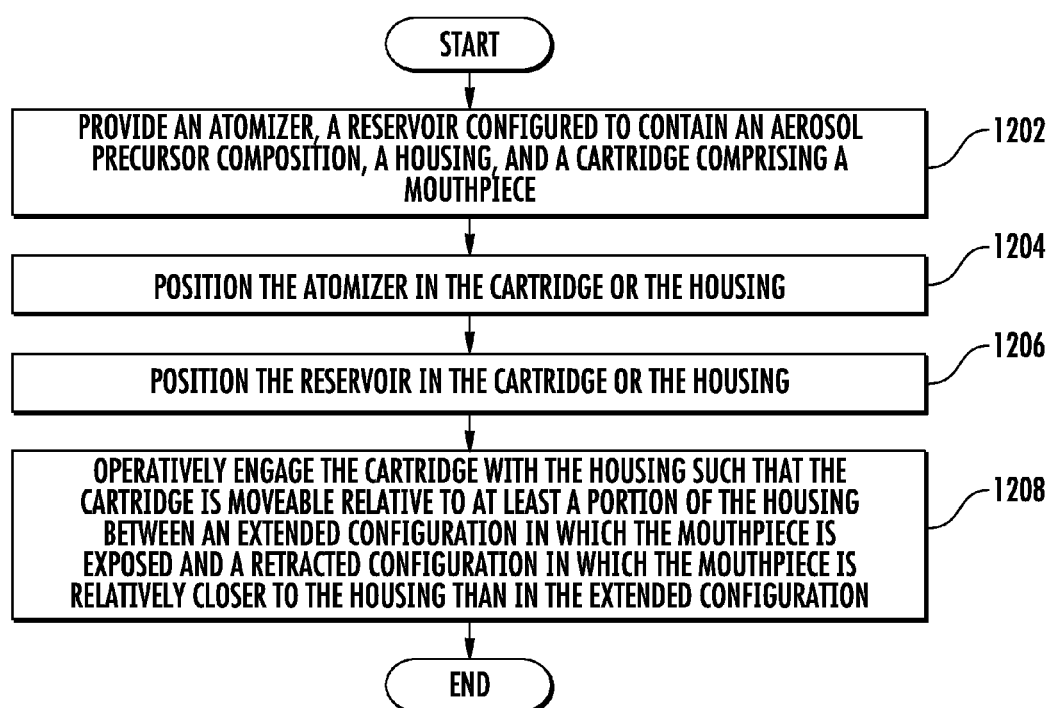 START
PROVIDE AN ATOMIZER, A RESERVOIR CONFIGURED TO CONTAIN AN AEROSOL
PRECURSOR COMPOSITION, A HOUSING, AND A CARTRIDGE COMPRISING A
MOUTHPIECE
1202
POSITION THE ATOMIZER IN THE CARTRIDGE OR THE HOUSING
1204
POSITION THE RESERVOIR IN THE CARTRIDGE OR THE HOUSING
1206
OPERATIVELY ENGAGE THE CARTRIDGE WITH THE HOUSING SUCH THAT THE
CARTRIDGE IS MOVEABLE RELATIVE TO AT LEAST A PORTION OF THE HOUSING
BETWEEN AN EXTENDED CONFIGURATION IN WHICH THE MOUTHPIECE IS
EXPOSED AND A RETRACTED CONFIGURATION IN WHICH THE MOUTHPIECE IS
RELATIVELY CLOSER TO THE HOUSING THAN IN THE EXTENDED CONFIGURATION
1208
END